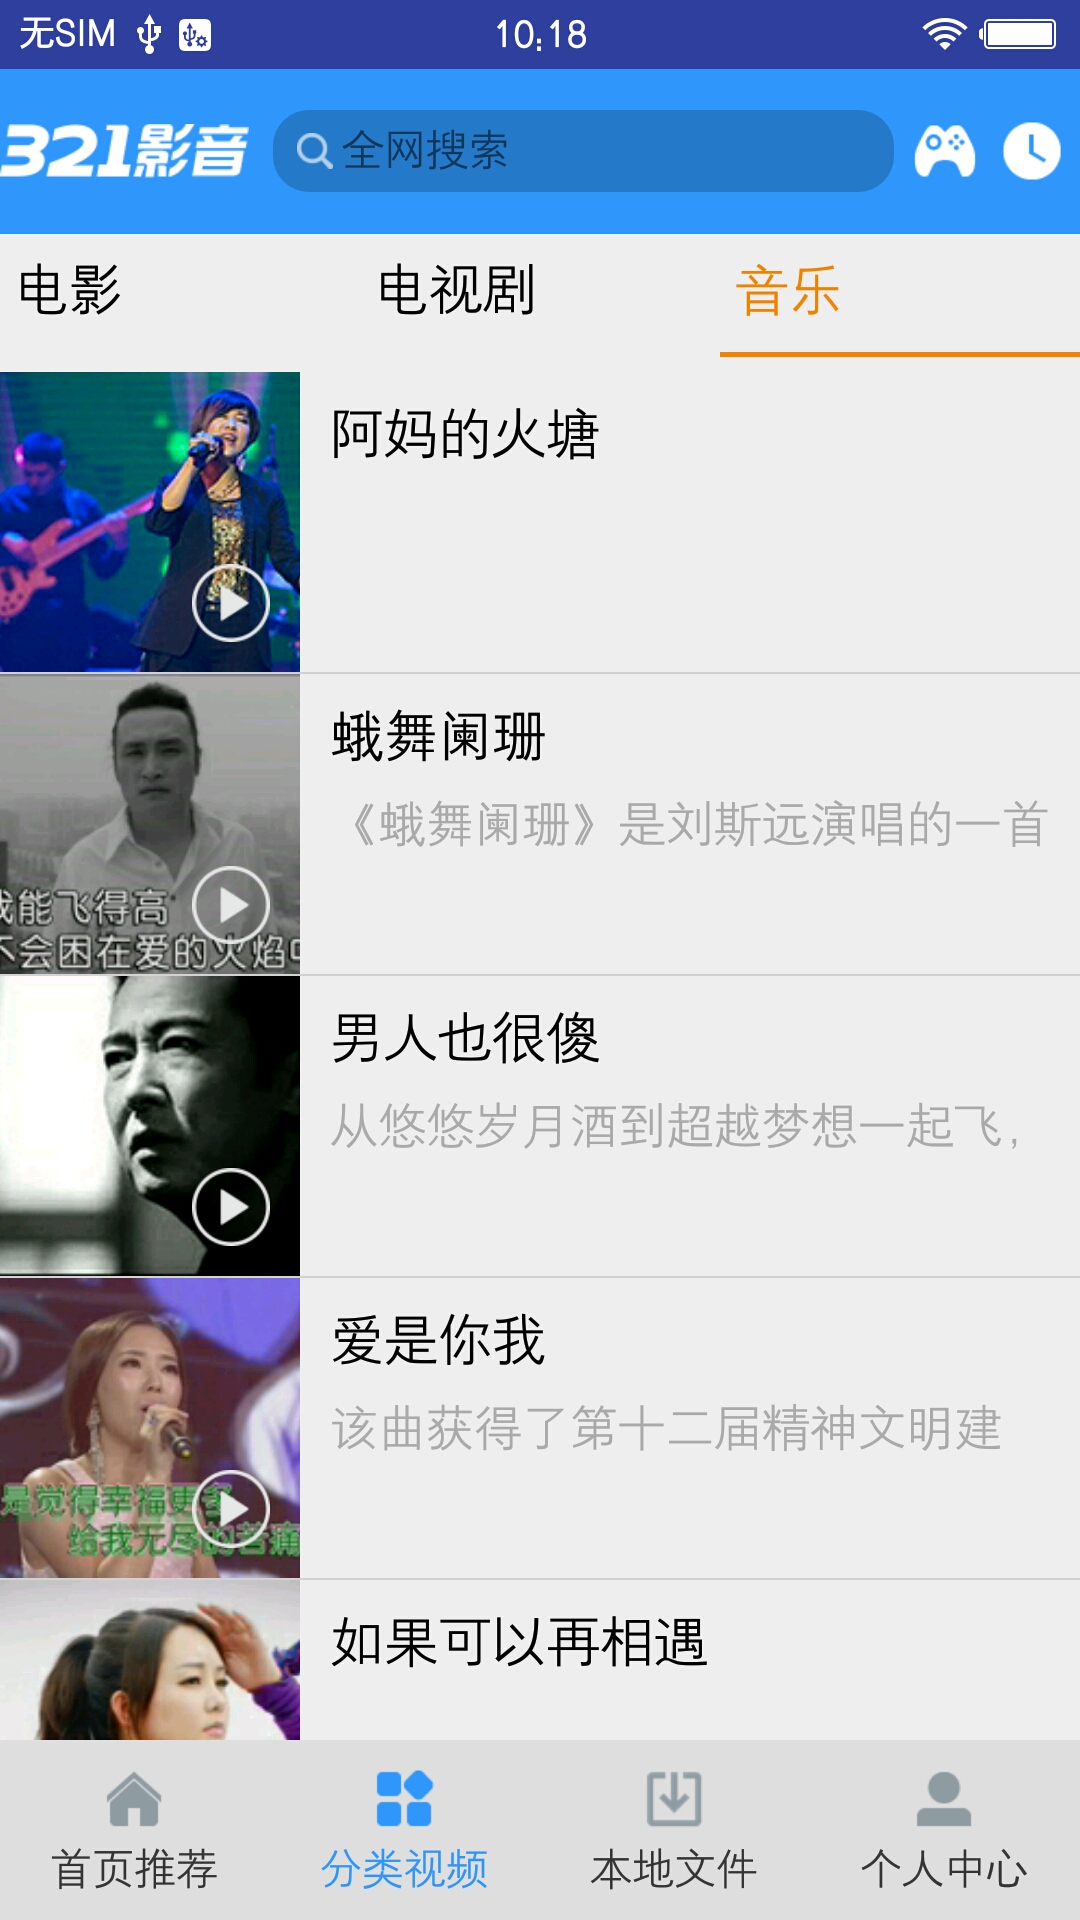 无SIM
10:18
321影音
全网搜索
电影
电视剧
音乐
阿妈的火塘
蛾舞阑珊
《蛾舞阑珊》是刘斯远演唱的一首
我能飞得高
不会困在爱的火焰中
男人也很傻
从悠悠岁月酒到超越梦想一起飞，
爱是你我
该曲获得了第十二届精神文明建
是觉得幸福更多
给我无尽的苦痛
如果可以再相遇
首页推荐
分类视频
本地文件
个人中心